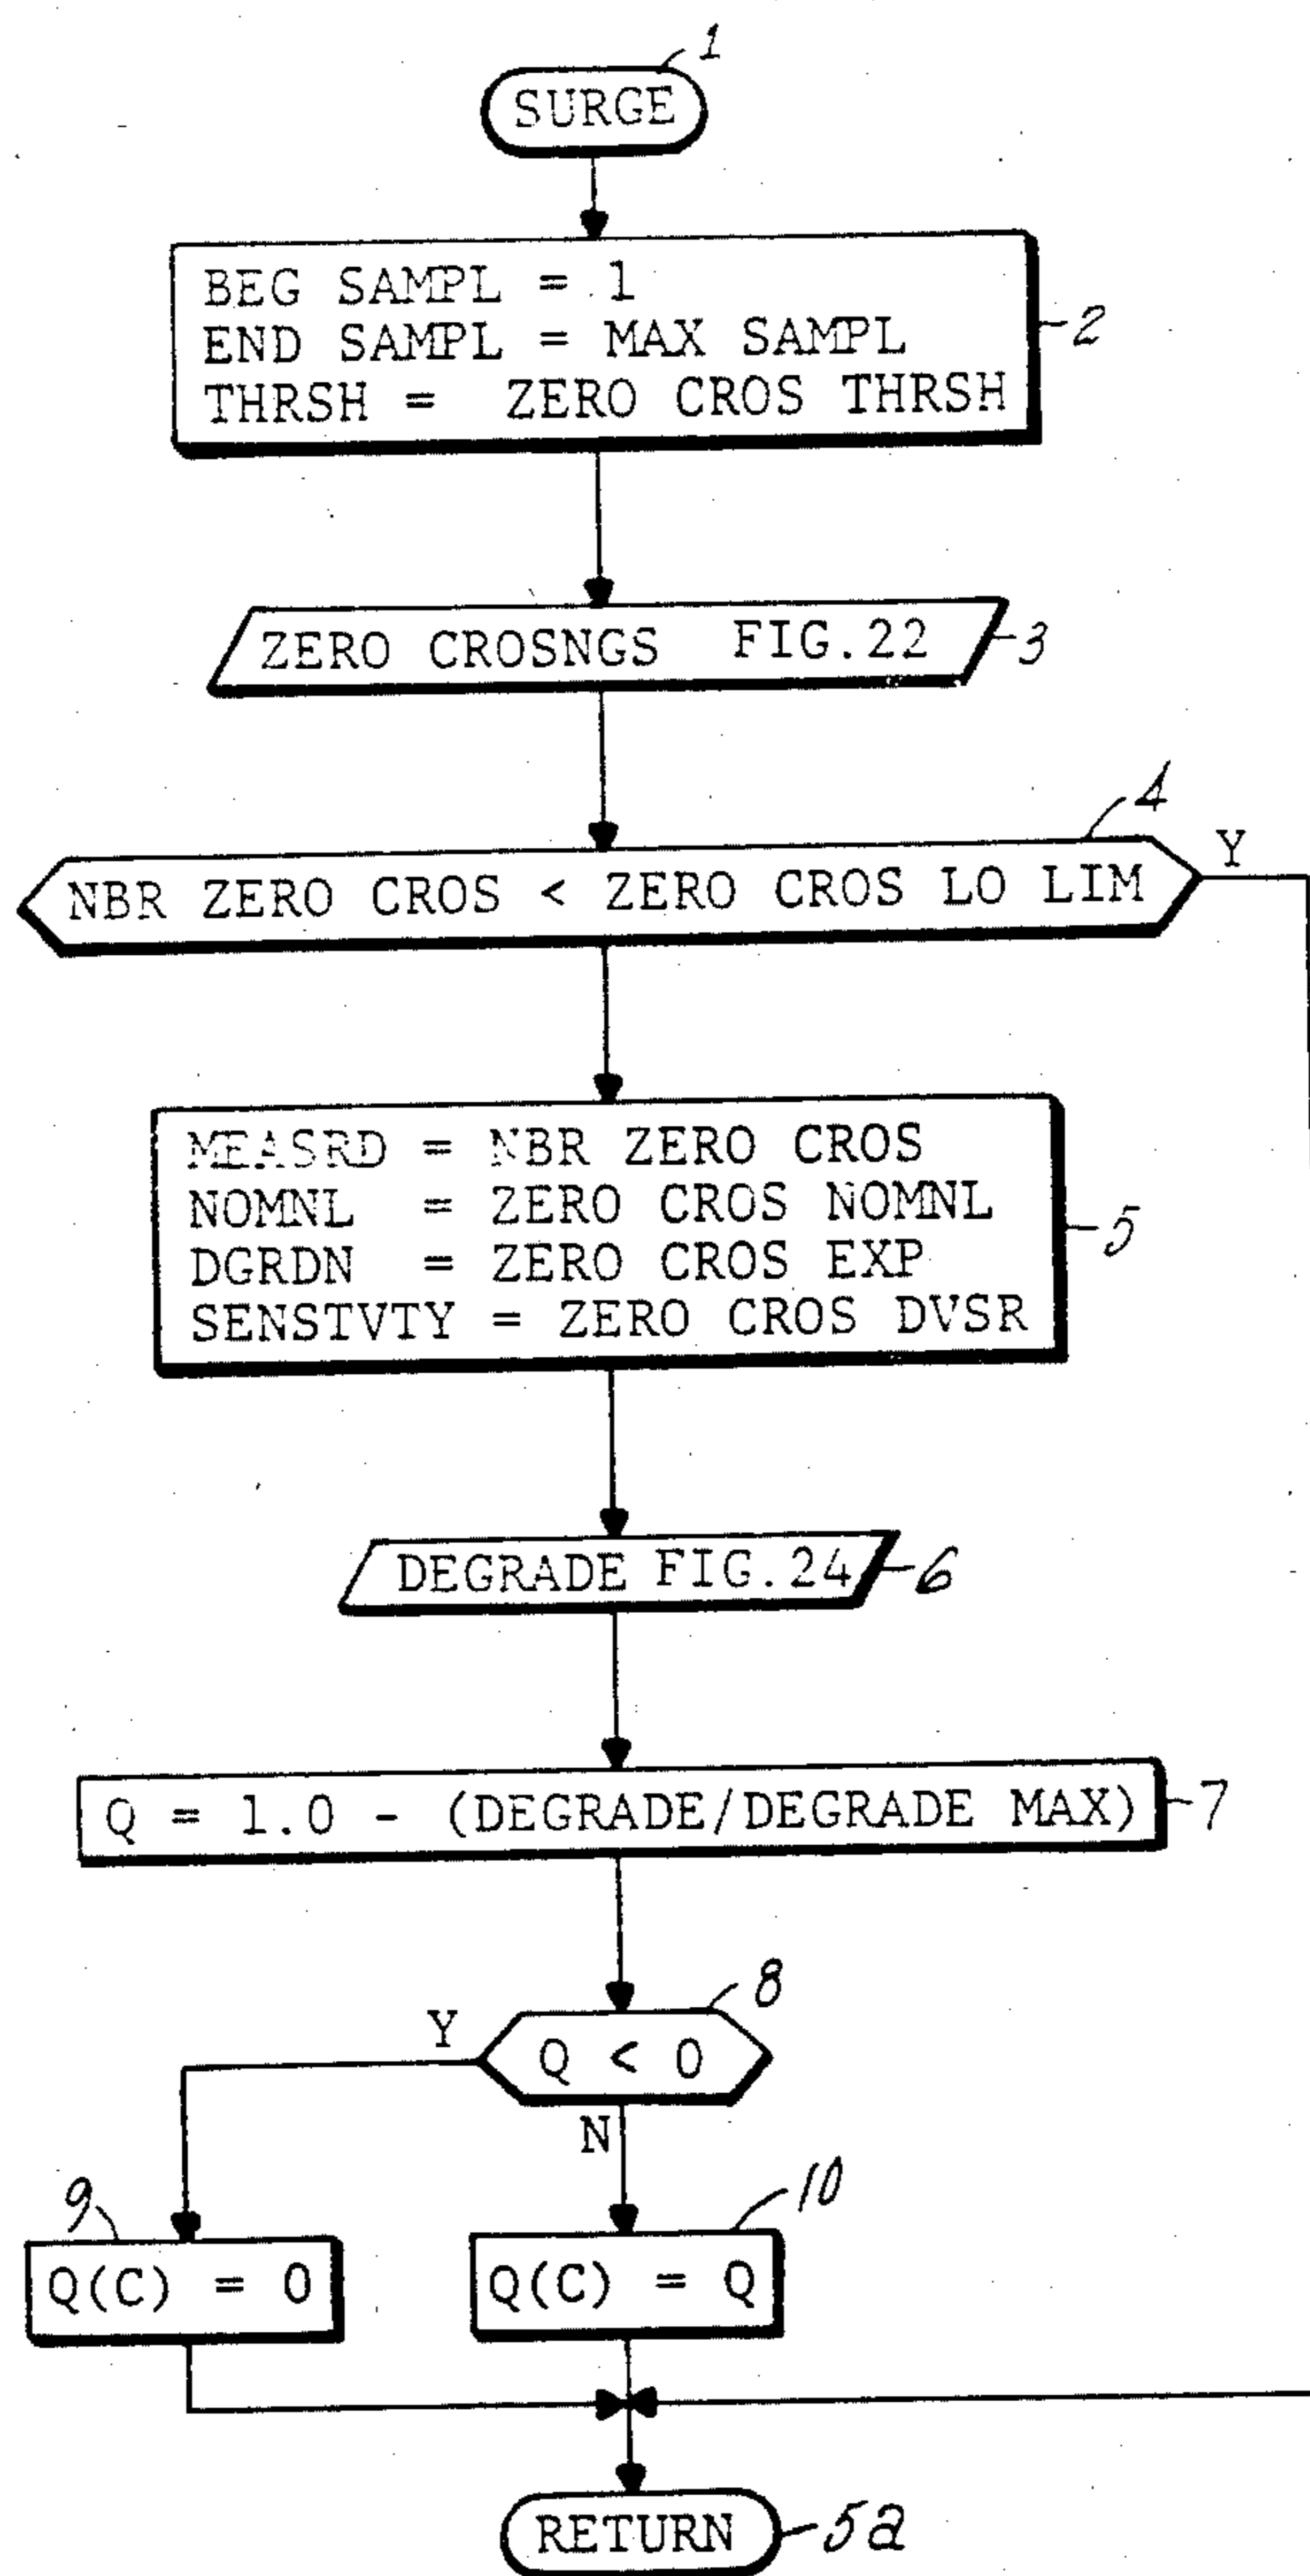 1
SURGE
BEG SAMPL = 1
END SAMPL = MAX SAMPL
THRSH = ZERO CROS THRSH
2
ZERO CROSNGS FIG.22
3
4
NBR ZERO CROS < ZERO CROS LO LIM
Y
MEASRD = NBR ZERO CROS
NOMNL = ZERO CROS NOMNL
DGRDN = ZERO CROS EXP
SENSTVTY = ZERO CROS DVSR
5
DEGRADE FIG.24
6
Q = 1.0 - (DEGRADE/DEGRADE MAX)
7
8
Y
Q < 0
N
9
10
Q(C) = 0
Q(C) = Q
RETURN
5a